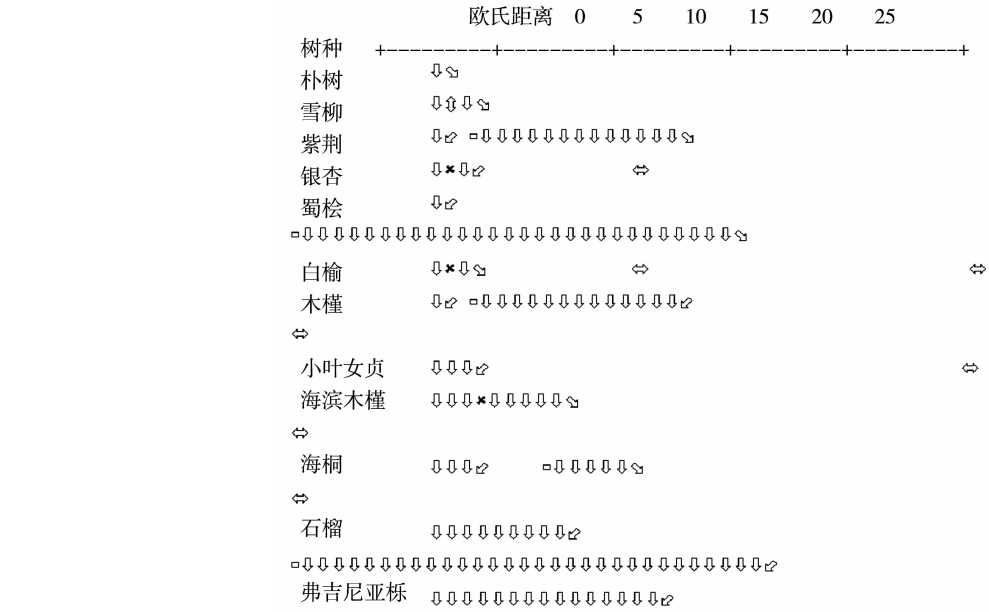 欧氏距离 0 5 10 15 20 25
树种 +---------+---------+---------+---------+---------+
朴树 ⇩⬂
雪柳 ⇩⇳⇩⬂
紫荆 ⇩⬃ ▫⇩⇩⇩⇩⇩⇩⇩⇩⇩⇩⇩⇩⇩⬂
银杏 ⇩✖⇩⬃ ⬄
蜀桧 ⇩⬃
▫⇩⇩⇩⇩⇩⇩⇩⇩⇩⇩⇩⇩⇩⇩⇩⇩⇩⇩⇩⇩⇩⇩⇩⇩⇩⇩⇩⇩⬂
白榆 ⇩✖⇩⬂ ⬄ ⬄
木槿 ⇩⬃ ▫⇩⇩⇩⇩⇩⇩⇩⇩⇩⇩⇩⇩⇩⬃
⬄
小叶女贞 ⇩⇩⇩⬃ ⬄
海滨木槿 ⇩⇩⇩✖⇩⇩⇩⇩⇩⬂
⬄
海桐 ⇩⇩⇩⬃ ▫⇩⇩⇩⇩⇩⬂
⬄
石榴 ⇩⇩⇩⇩⇩⇩⇩⇩⇩⬃
▫⇩⇩⇩⇩⇩⇩⇩⇩⇩⇩⇩⇩⇩⇩⇩⇩⇩⇩⇩⇩⇩⇩⇩⇩⇩⇩⇩⇩⇩⇩⬃
弗吉尼亚栎 ⇩⇩⇩⇩⇩⇩⇩⇩⇩⇩⇩⇩⇩⇩⇩⬃